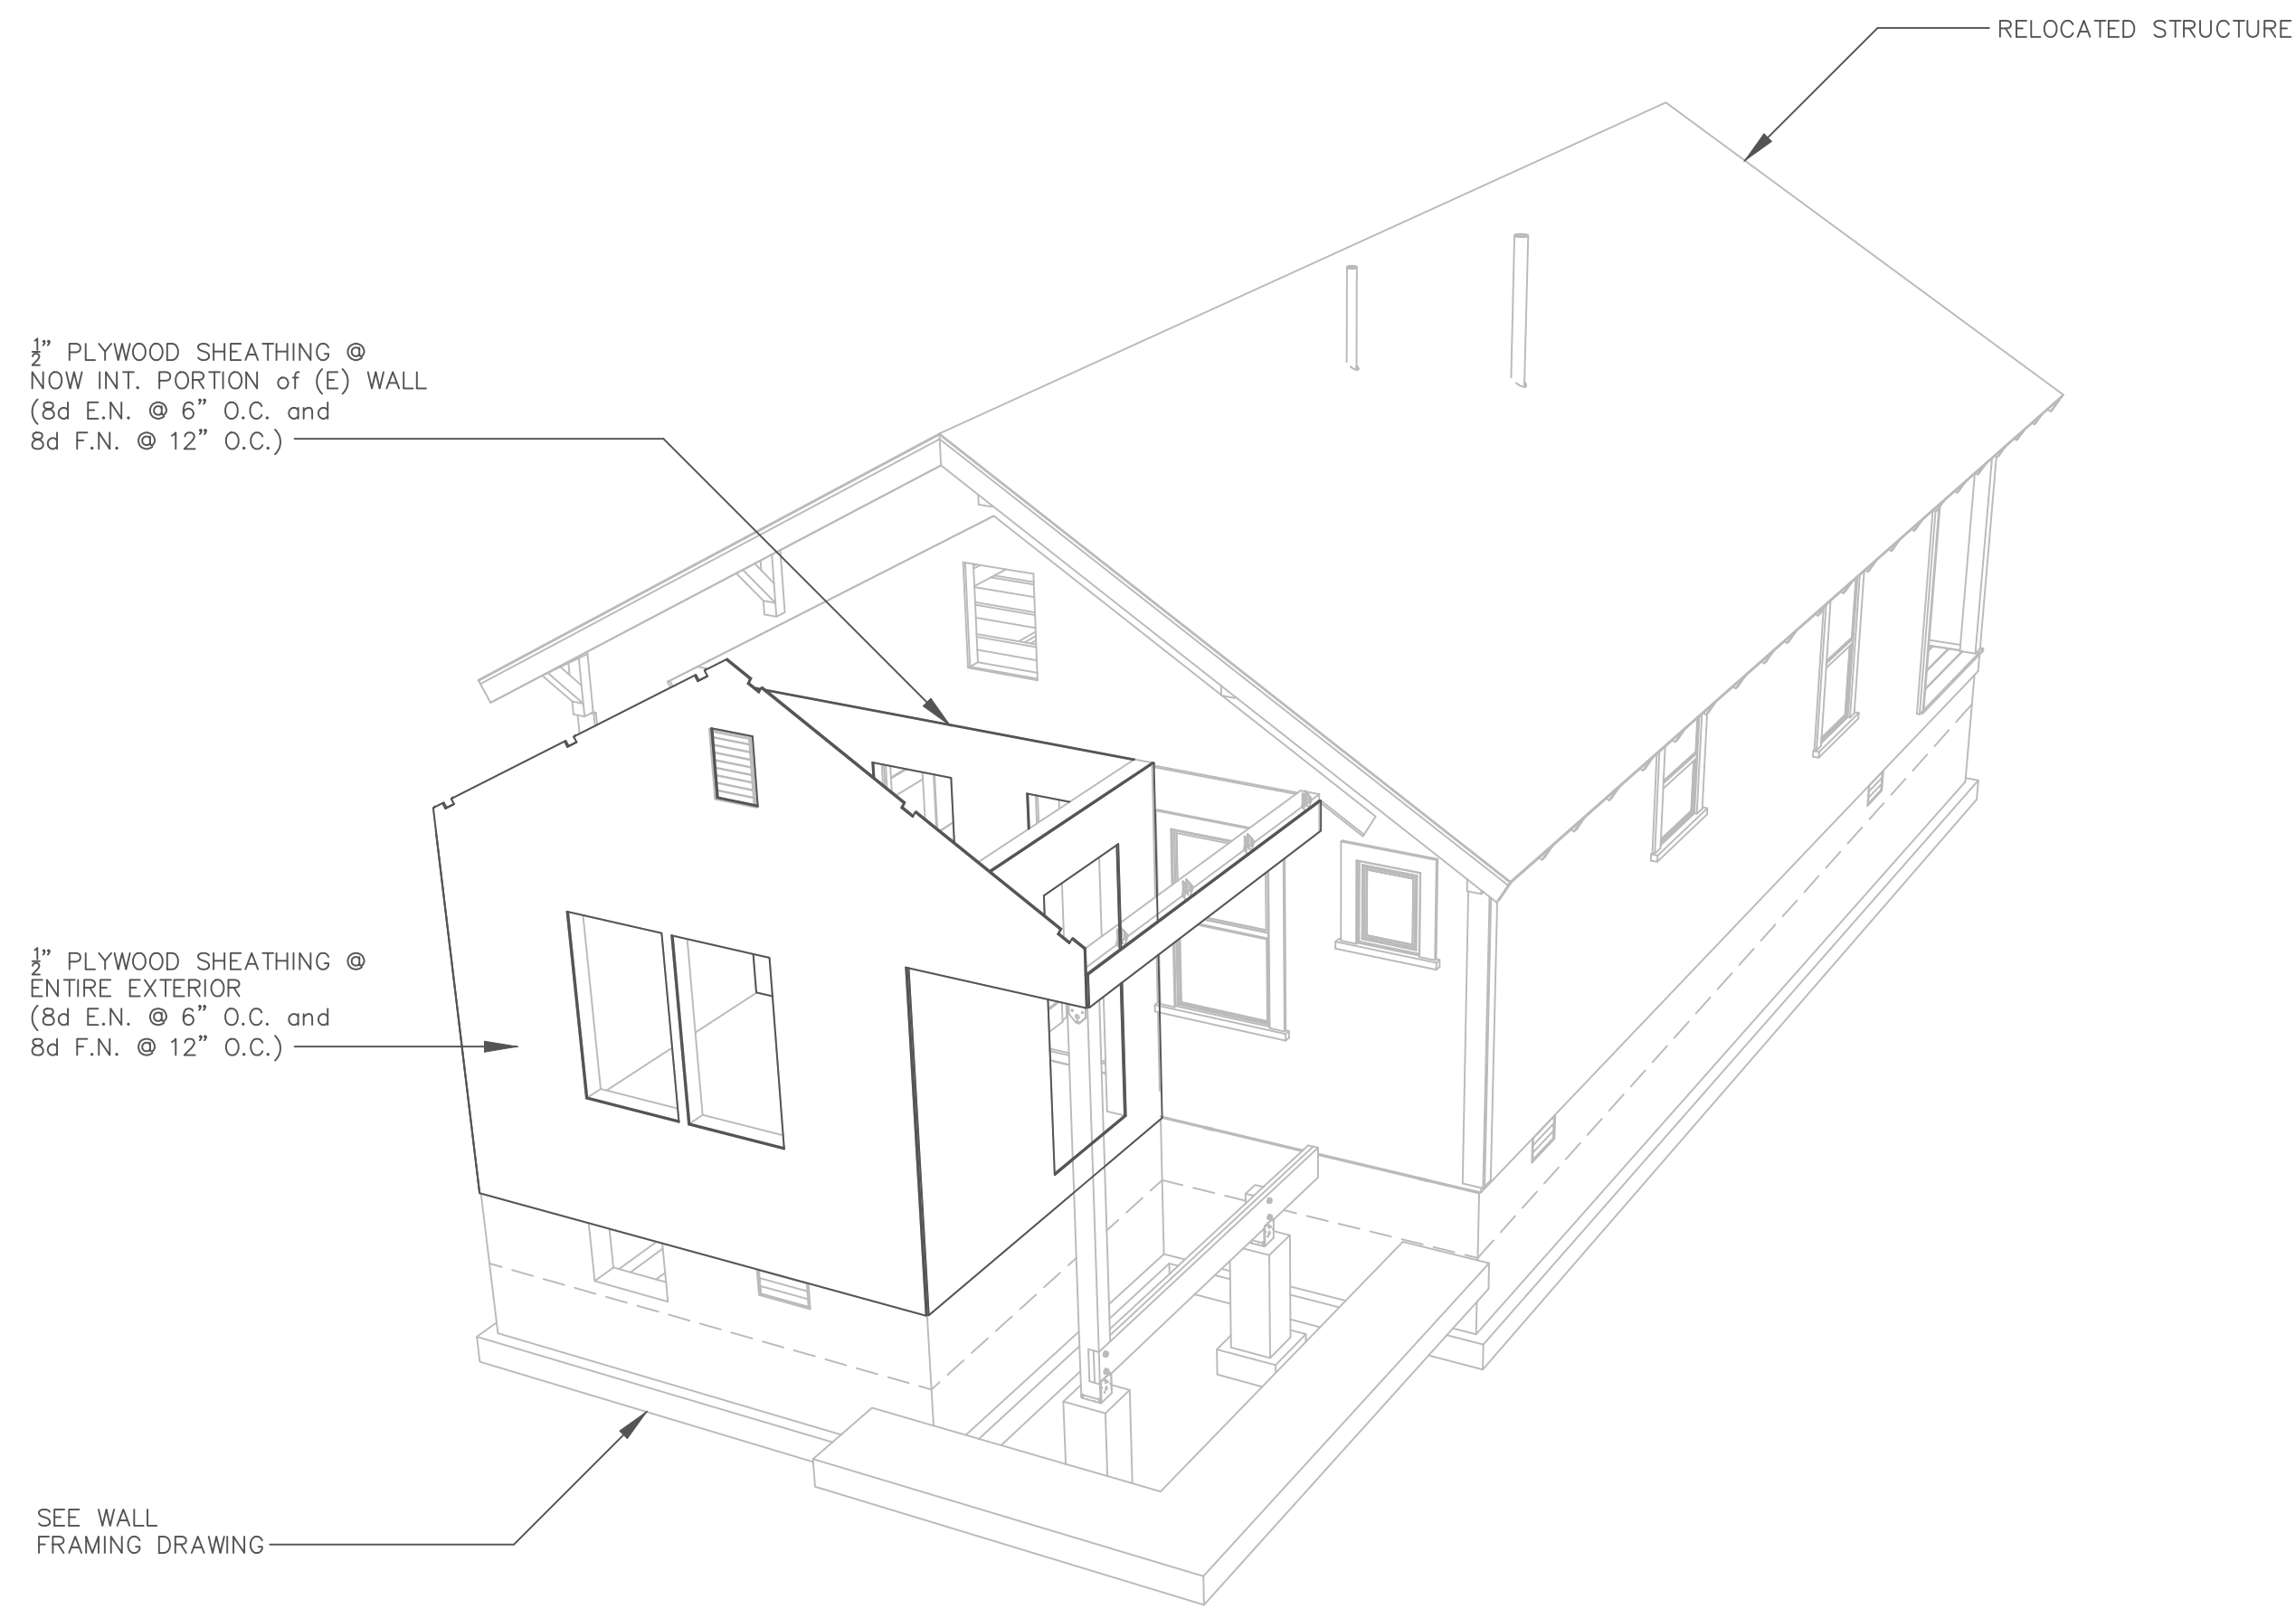 RELOCATED STRUCTURE
½” PLYWOOD SHEATHING @
NOW INT. PORTION of (E) WALL
(8d E.N. @ 6” O.C. and
8d F.N. @ 12” O.C.)
½” PLYWOOD SHEATHING @
ENTIRE EXTERIOR
(8d E.N. @ 6” O.C. and
8d F.N. @ 12” O.C.)
SEE WALL
FRAMING DRAWING